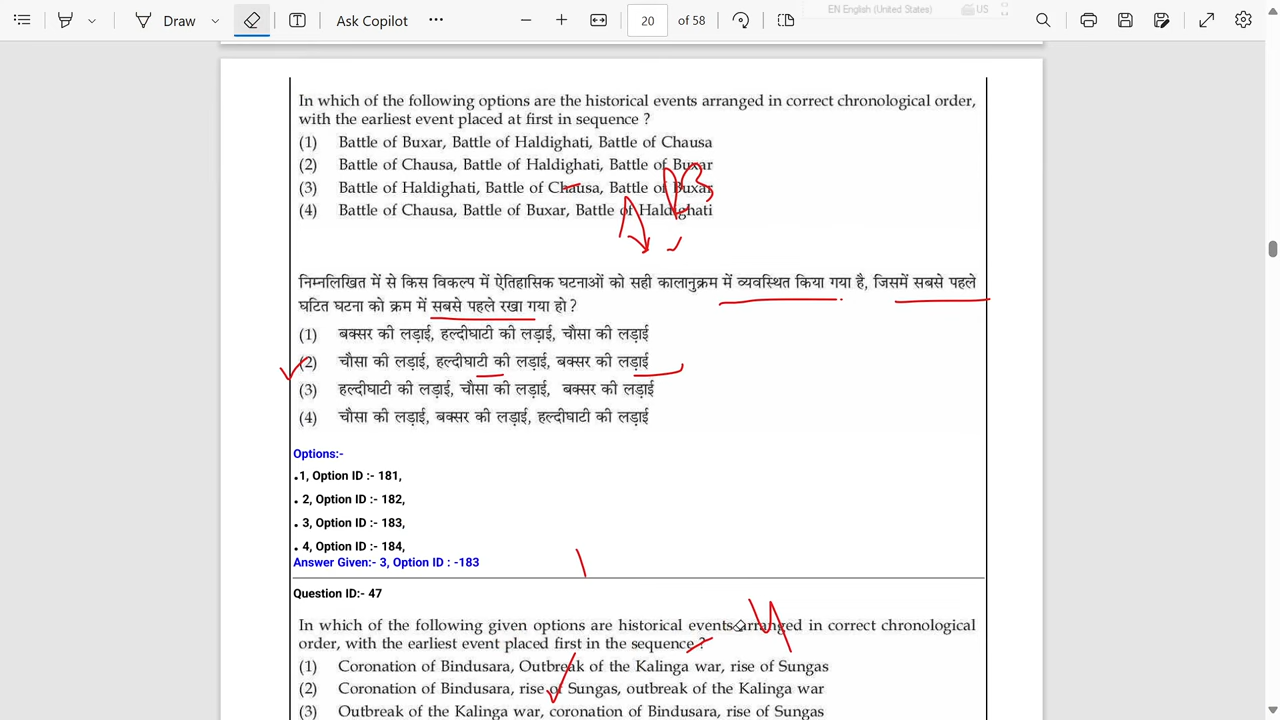 Draw
Ask Copilot
20
of 58
EN English (United States)
US
In which of the following options are the historical events arranged in correct chronological order,
with the earliest event placed at first in sequence ?
(1) Battle of Buxar, Battle of Haldighati, Battle of Chausa
(2) Battle of Chausa, Battle of Haldighati, Battle of Buxar
(3) Battle of Haldighati, Battle of Chausa, Battle of Buxar
(4) Battle of Chausa, Battle of Buxar, Battle of Haldighati
निम्नलिखित में से किस विकल्प में ऐतिहासिक घटनाओं को सही कालानुक्रम में व्यवस्थित किया गया है, जिसमें सबसे पहले
घटित घटना को क्रम में सबसे पहले रखा गया हो ?
(1) बक्सर की लड़ाई, हल्दीघाटी की लड़ाई, चौसा की लड़ाई
(2) चौसा की लड़ाई, हल्दीघाटी की लड़ाई, बक्सर की लड़ाई
(3) हल्दीघाटी की लड़ाई, चौसा की लड़ाई, बक्सर की लड़ाई
(4) चौसा की लड़ाई, बक्सर की लड़ाई, हल्दीघाटी की लड़ाई
Options:-
.1, Option ID :- 181,
. 2, Option ID :- 182,
. 3, Option ID :- 183,
. 4, Option ID :- 184,
Answer Given:- 3, Option ID : -183
Question ID:- 47
In which of the following given options are historical events arranged in correct chronological
order, with the earliest event placed first in the sequence ?
(1) Coronation of Bindusara, Outbreak of the Kalinga war, rise of Sungas
(2) Coronation of Bindusara, rise of Sungas, outbreak of the Kalinga war
(3) Outbreak of the Kalinga war, coronation of Bindusara, rise of Sungas